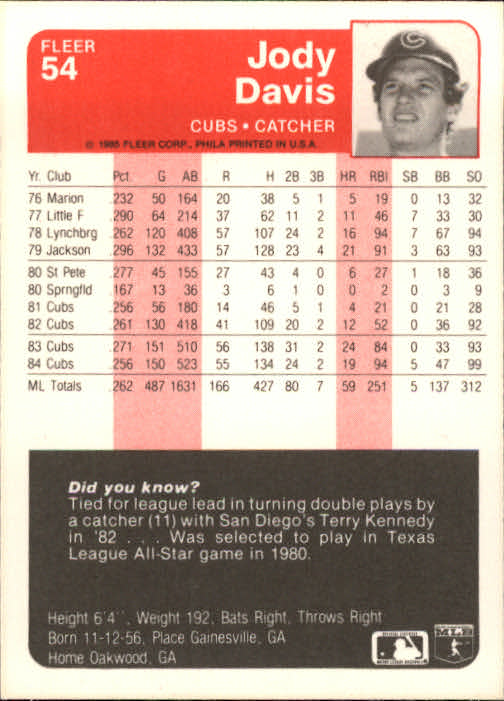 FLEER
54
Jody
Davis
CUBS • CATCHER
© 1985 FLEER CORP., PHILA PRINTED IN U.S.A.
Yr. Club Pct. G AB R H 2B 3B HR RBI SB BB SO
76 Marion .232 50 164 20 38 5 1 5 19 0 13 32
77 Little F .290 64 214 37 62 11 2 11 46 7 33 30
78 Lynchbrg .262 120 408 57 107 24 2 16 94 7 67 94
79 Jackson .296 132 433 57 128 23 4 21 91 3 63 93
80 St Pete .277 45 155 27 43 4 0 6 27 1 18 36
80 Sprngfld .167 13 36 3 6 1 0 0 2 0 3 9
81 Cubs .256 56 180 14 46 5 1 4 21 0 21 28
82 Cubs .261 130 418 41 109 20 2 12 52 0 36 92
83 Cubs .271 151 510 56 138 31 2 24 84 0 33 93
84 Cubs .256 150 523 55 134 24 2 19 94 5 47 99
ML Totals .262 487 1631 166 427 80 7 59 251 5 137 312
Did you know?
Tied for league lead in turning double plays by
a catcher (11) with San Diego's Terry Kennedy
in '82 . . . Was selected to play in Texas
League All-Star game in 1980.
Height 6'4'', Weight 192, Bats Right, Throws Right
Born 11-12-56, Place Gainesville, GA
Home Oakwood, GA